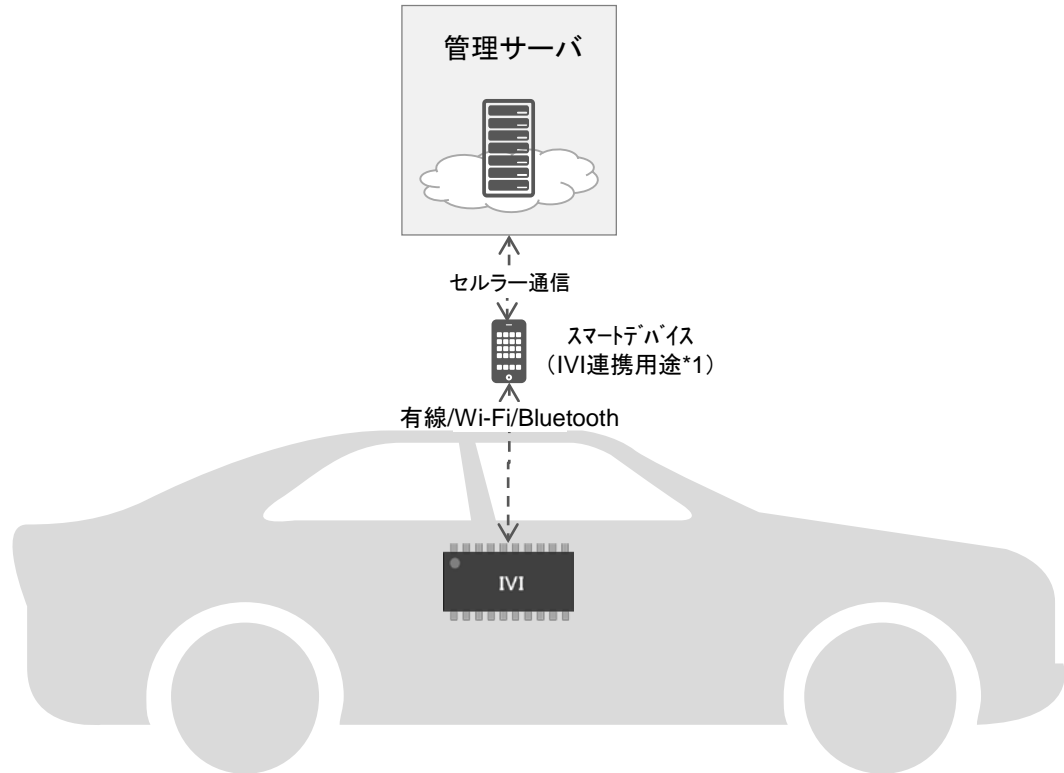 管理サーバ
セルラー通信
ｽﾏｰﾄﾃﾞﾊﾞｲｽ
（IVI連携用途*1）
有線/Wi-Fi/Bluetooth
IVI